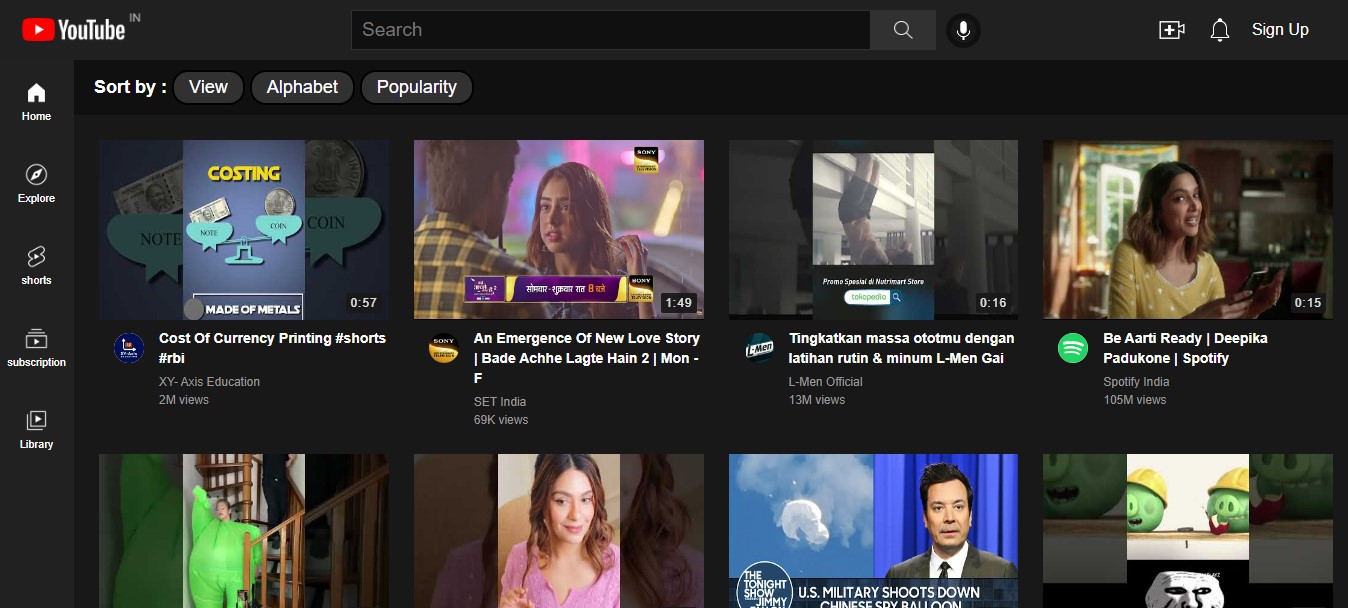 YouTube IN
Search
Sign Up
Sort by :
View
Alphabet
Popularity
Home
Explore
shorts
subscription
Library
COSTING
NOTE
COIN
NOTE
COIN
MADE OF METALS
0:57
SONY
सोमवार-शुक्रवार रात 8 बजे
SONY
1:49
Promo Spesial di Nutrimart Store
tokopedia
0:16
0:15
Cost Of Currency Printing #shorts
#rbi
XY- Axis Education
2M views
SONY
An Emergence Of New Love Story
| Bade Achhe Lagte Hain 2 | Mon -
F
SET India
69K views
L-Men
Tingkatkan massa ototmu dengan
latihan rutin & minum L-Men Gai
L-Men Official
13M views
Be Aarti Ready | Deepika
Padukone | Spotify
Spotify India
105M views
THE
TONIGHT
SHOW
JIMMY
U.S. MILITARY SHOOTS DOWN
CHINESE SPY BALLOON